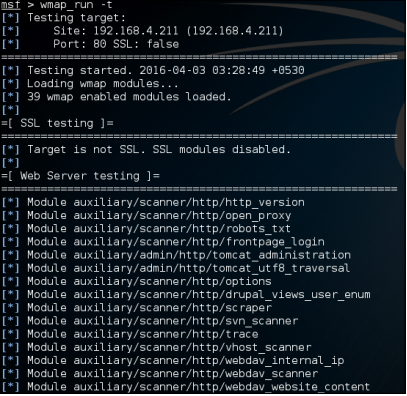 msf > wmap_run -t
[*] Testing target:
[*]     Site: 192.168.4.211 (192.168.4.211)
[*]     Port: 80 SSL: false
============================================================
[*] Testing started. 2016-04-03 03:28:49 +0530
[*] Loading wmap modules...
[*] 39 wmap enabled modules loaded.
[*]
=[ SSL testing ]=
============================================================
[*] Target is not SSL. SSL modules disabled.
[*]
=[ Web Server testing ]=
============================================================
[*] Module auxiliary/scanner/http/http_version
[*] Module auxiliary/scanner/http/open_proxy
[*] Module auxiliary/scanner/http/robots_txt
[*] Module auxiliary/scanner/http/frontpage_login
[*] Module auxiliary/admin/http/tomcat_administration
[*] Module auxiliary/admin/http/tomcat_utf8_traversal
[*] Module auxiliary/scanner/http/options
[*] Module auxiliary/scanner/http/drupal_views_user_enum
[*] Module auxiliary/scanner/http/scraper
[*] Module auxiliary/scanner/http/svn_scanner
[*] Module auxiliary/scanner/http/trace
[*] Module auxiliary/scanner/http/vhost_scanner
[*] Module auxiliary/scanner/http/webdav_internal_ip
[*] Module auxiliary/scanner/http/webdav_scanner
[*] Module auxiliary/scanner/http/webdav_website_content